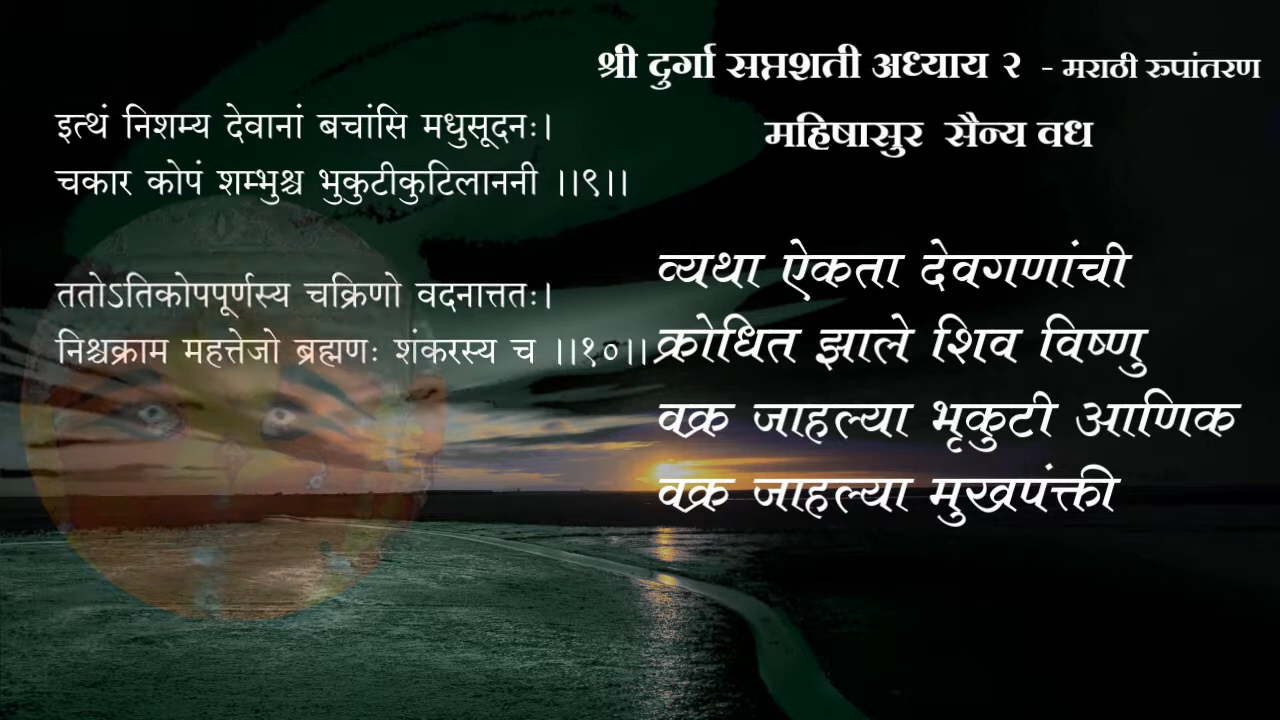 श्री दुर्गा सप्तशती अध्याय २ - मराठी रुपांतरण
महिषासुर सैन्य वध
इत्थं निशम्य देवानां बचांसि मधुसूदनः।
चकार कोपं शम्भुश्च भुकुटीकुटिलाननी ।।९।।
ततोऽतिकोपपूर्णस्य चक्रिणो वदनात्ततः।
निश्चक्राम महत्तेजो ब्रह्मणः शंकरस्य च ।।१०।।
व्यथा ऐकता देवगणांची
क्रोधित झाले शिव विष्णु
वक्र जाहल्या भृकुटी आणिक
वक्र जाहल्या मुखपंक्ती